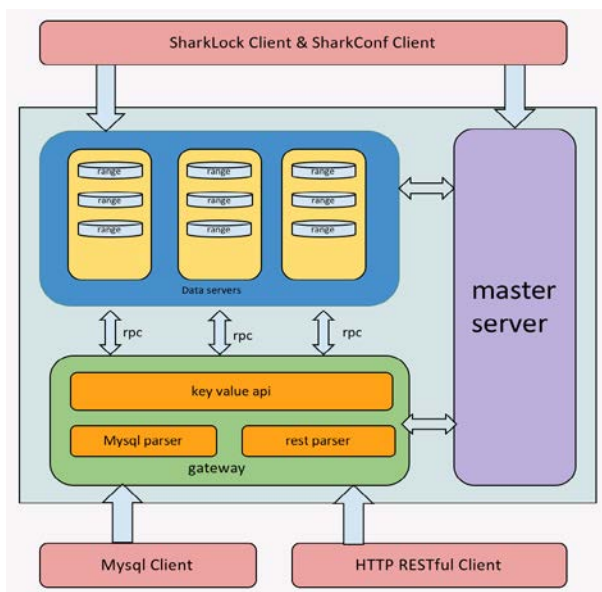 SharkLock Client & SharkConf Client
range
range
range
range
range
range
range
range
range
Data servers
master
server
rpc
rpc
rpc
key value api
Mysql parser
rest parser
gateway
Mysql Client
HTTP RESTful Client